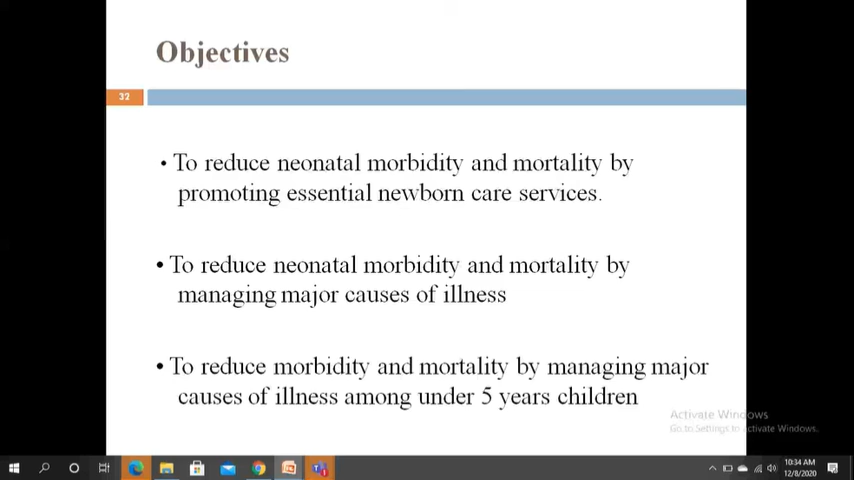 Objectives
32
• To reduce neonatal morbidity and mortality by
promoting essential newborn care services.
• To reduce neonatal morbidity and mortality by
managing major causes of illness
• To reduce morbidity and mortality by managing major
causes of illness among under 5 years children
Activate Windows
Go to Settings to activate Windows.
10:34 AM
12/8/2020